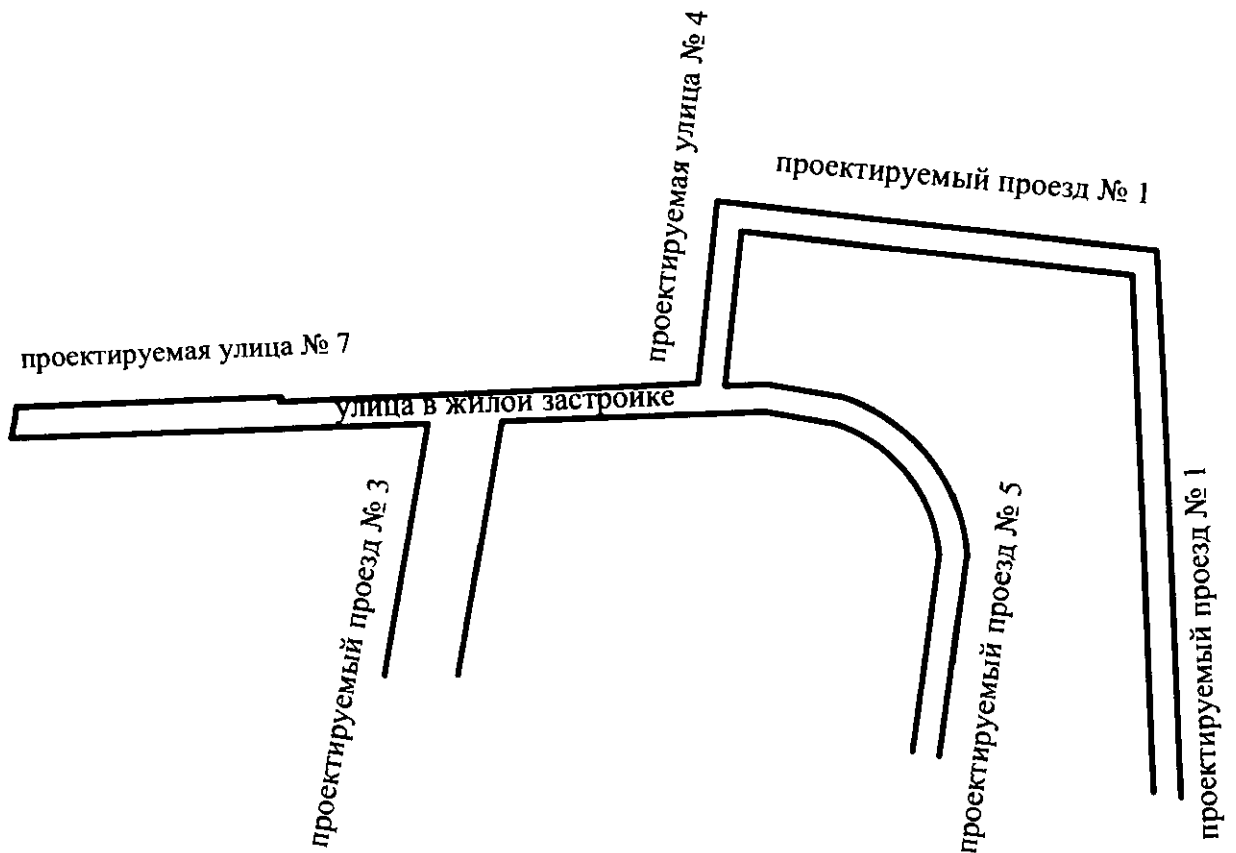 проектируемая улица № 4
проектируемый проезд № 1
проектируемая улица № 7
улица в жилой застройке
проектируемый проезд № 3
проектируемый проезд № 5
проектируемый проезд № 1